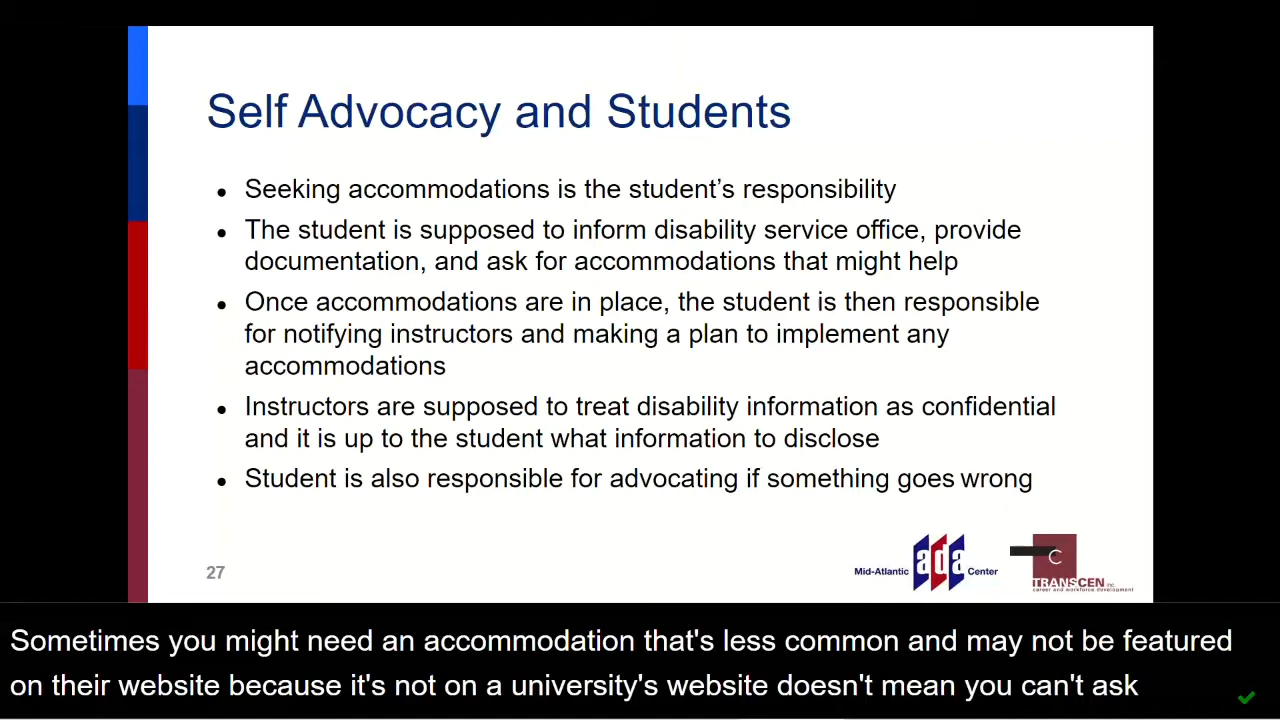 Self Advocacy and Students
• Seeking accommodations is the student’s responsibility
• The student is supposed to inform disability service office, provide
documentation, and ask for accommodations that might help
• Once accommodations are in place, the student is then responsible
for notifying instructors and making a plan to implement any
accommodations
• Instructors are supposed to treat disability information as confidential
and it is up to the student what information to disclose
• Student is also responsible for advocating if something goes wrong
27
Mid-Atlantic ada Center
C
TRANSCEN inc.
career and workforce development
Sometimes you might need an accommodation that's less common and may not be featured
on their website because it's not on a university's website doesn't mean you can't ask